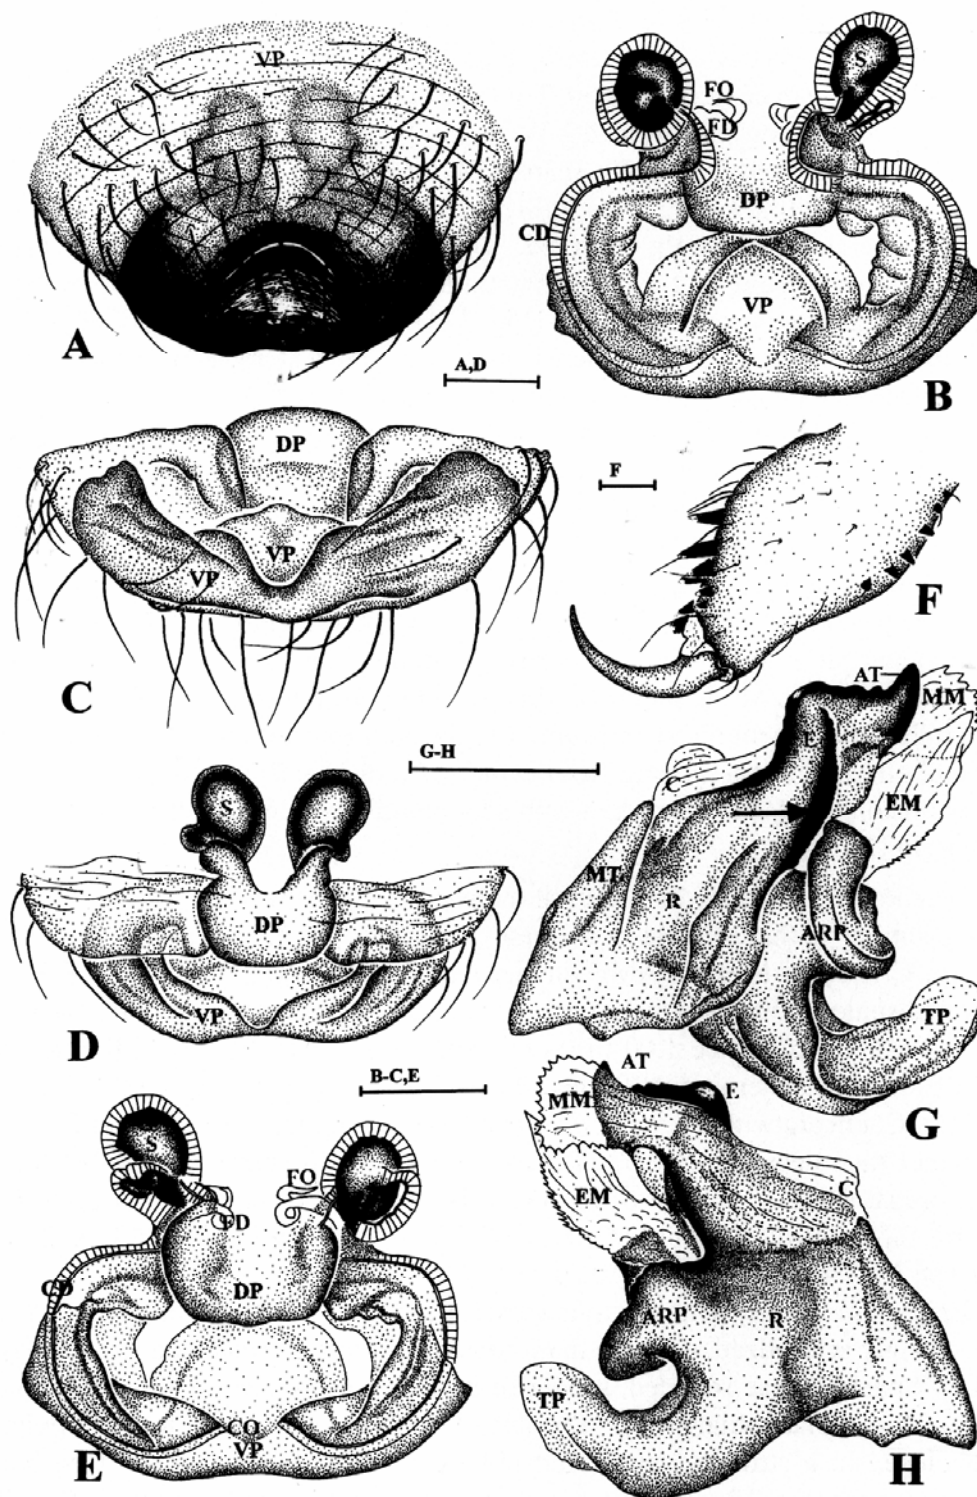 VP
A
S
FO
FD
DP
CD
VP
B
A,D
DP
VP
VP
C
F
F
AT
MM
E
C
EM
MT
R
ARP
TP
G
G-H
S
DP
VP
D
B-C,E
S
FO
FD
CD
DP
CO
VP
E
AT
MM
E
EM
C
ARP
R
TP
H